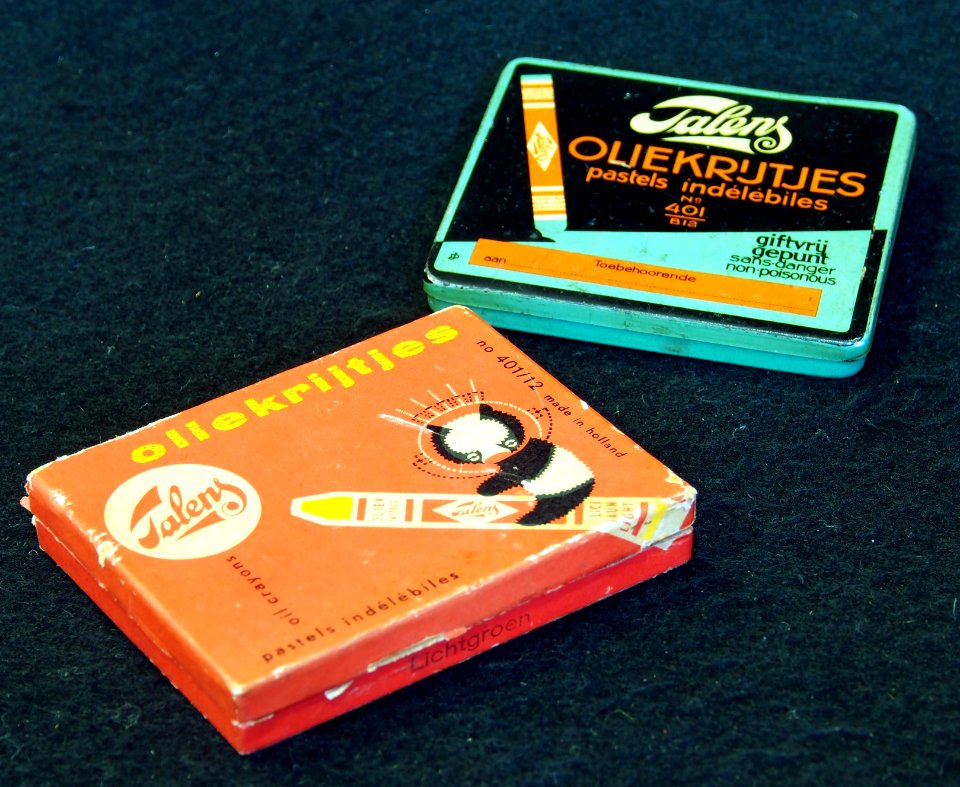 Talens
OLIEKRIJTJES
pastels indélébiles
No
401
giftvrij
gepunt
sans-danger
non-poisonous
aan Toebehoorende
oliekrijtjes
no 401/12 made in holland
Talens
Talens
oil crayons
pastels indélébiles
Lichtgroen